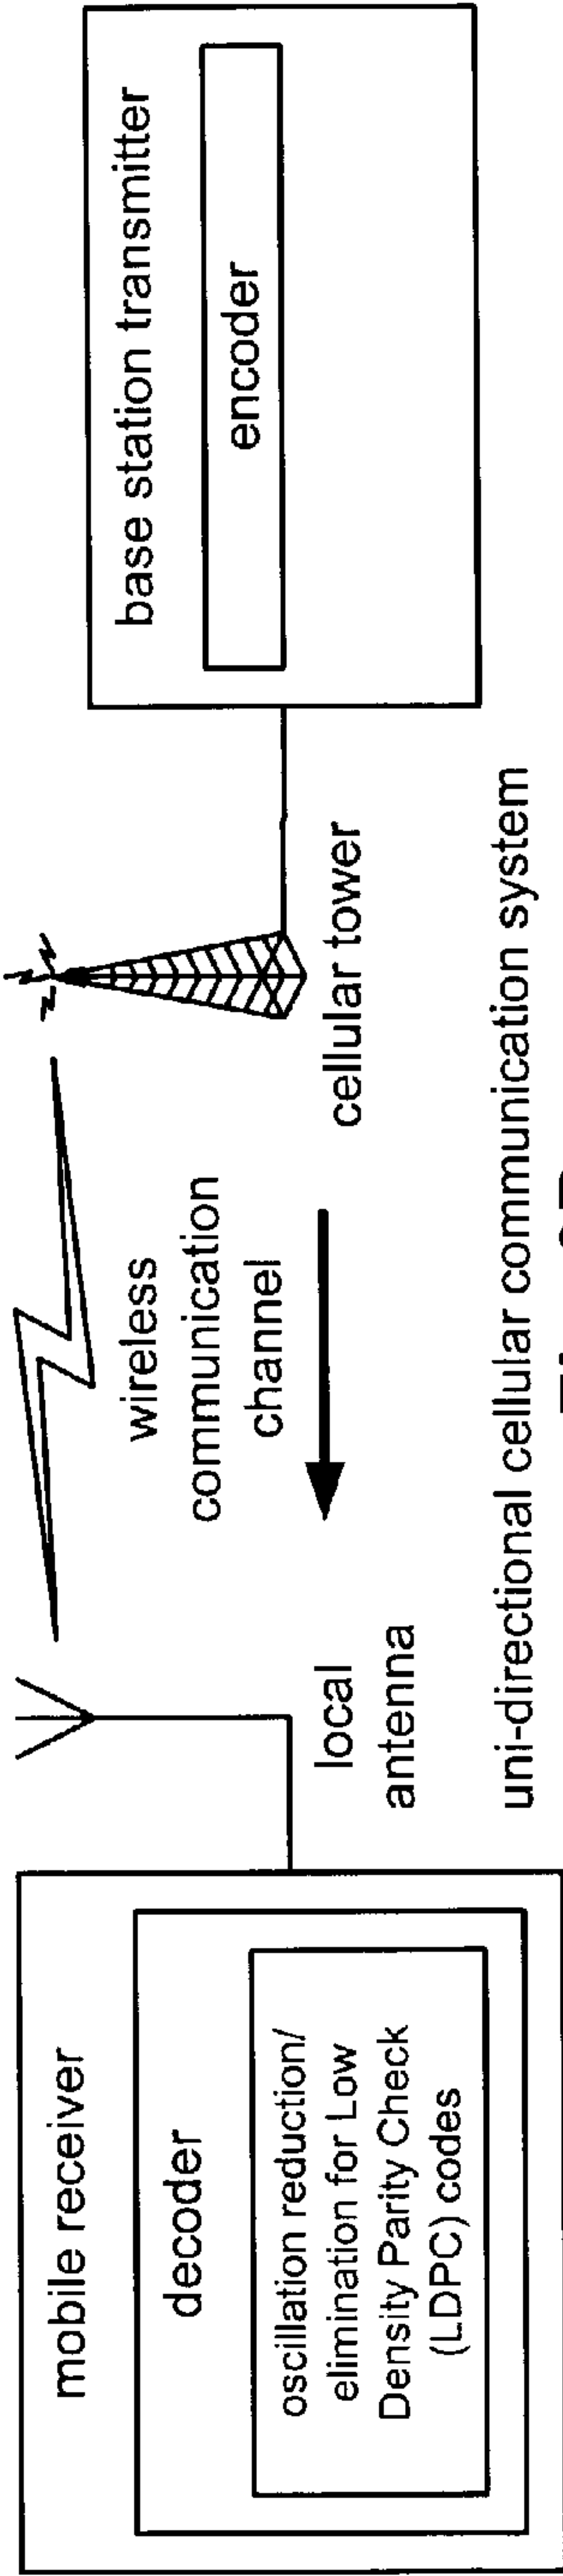 mobile receiver
decoder
oscillation reduction/
elimination for Low
Density Parity Check
(LDPC) codes
local
antenna
wireless
communication
channel
cellular tower
base station transmitter
encoder
uni-directional cellular communication system